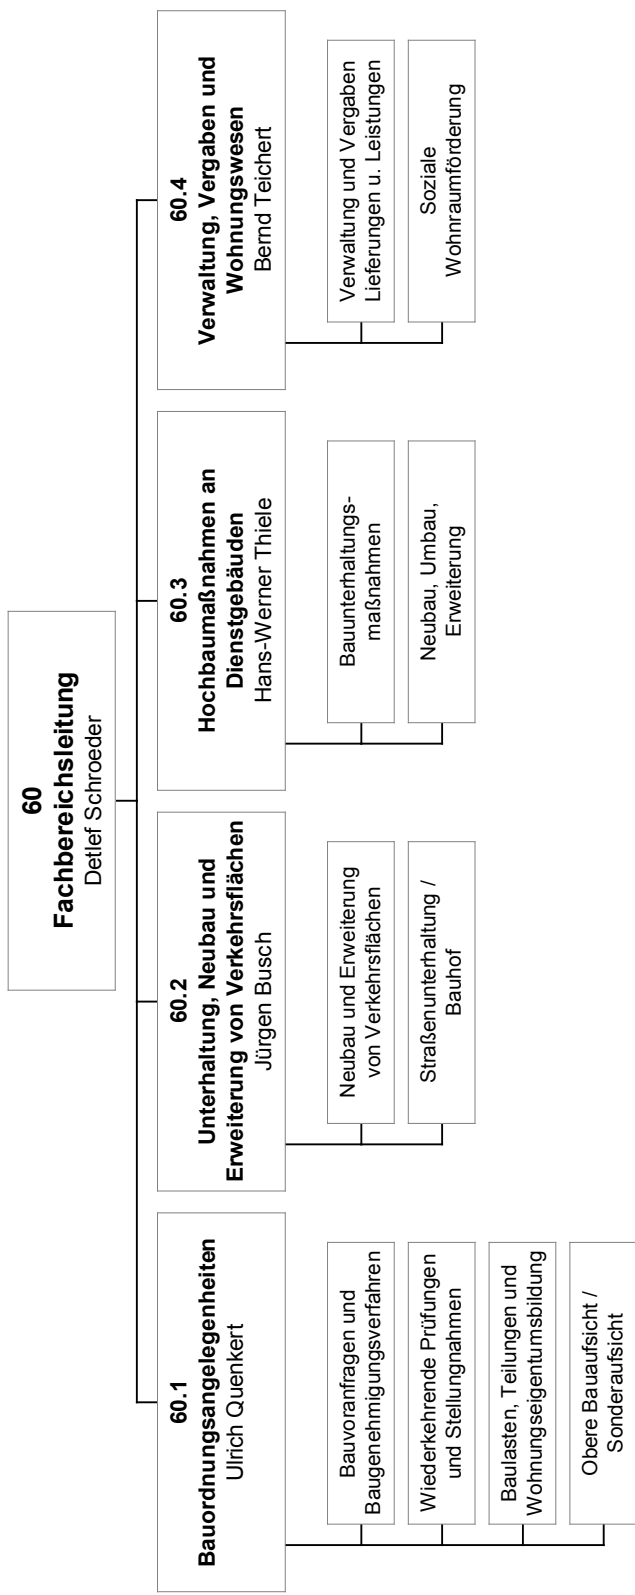 60
Fachbereichsleitung
Detlef Schroeder
60.1
Bauordnungsangelegenheiten
Ulrich Quenkert
Bauvoranfragen und
Baugenehmigungsverfahren
Wiederkehrende Prüfungen
und Stellungnahmen
Baulasten, Teilungen und
Wohnungseigentumsbildung
Obere Bauaufsicht /
Sonderaufsicht
60.2
Unterhaltung, Neubau und
Erweiterung von Verkehrsflächen
Jürgen Busch
Neubau und Erweiterung
von Verkehrsflächen
Straßenunterhaltung /
Bauhof
60.3
Hochbaumaßnahmen an
Dienstgebäuden
Hans-Werner Thiele
Bauunterhaltungs-
maßnahmen
Neubau, Umbau,
Erweiterung
60.4
Verwaltung, Vergaben und
Wohnungswesen
Bernd Teichert
Verwaltung und Vergaben
Lieferungen u. Leistungen
Soziale
Wohnraumförderung